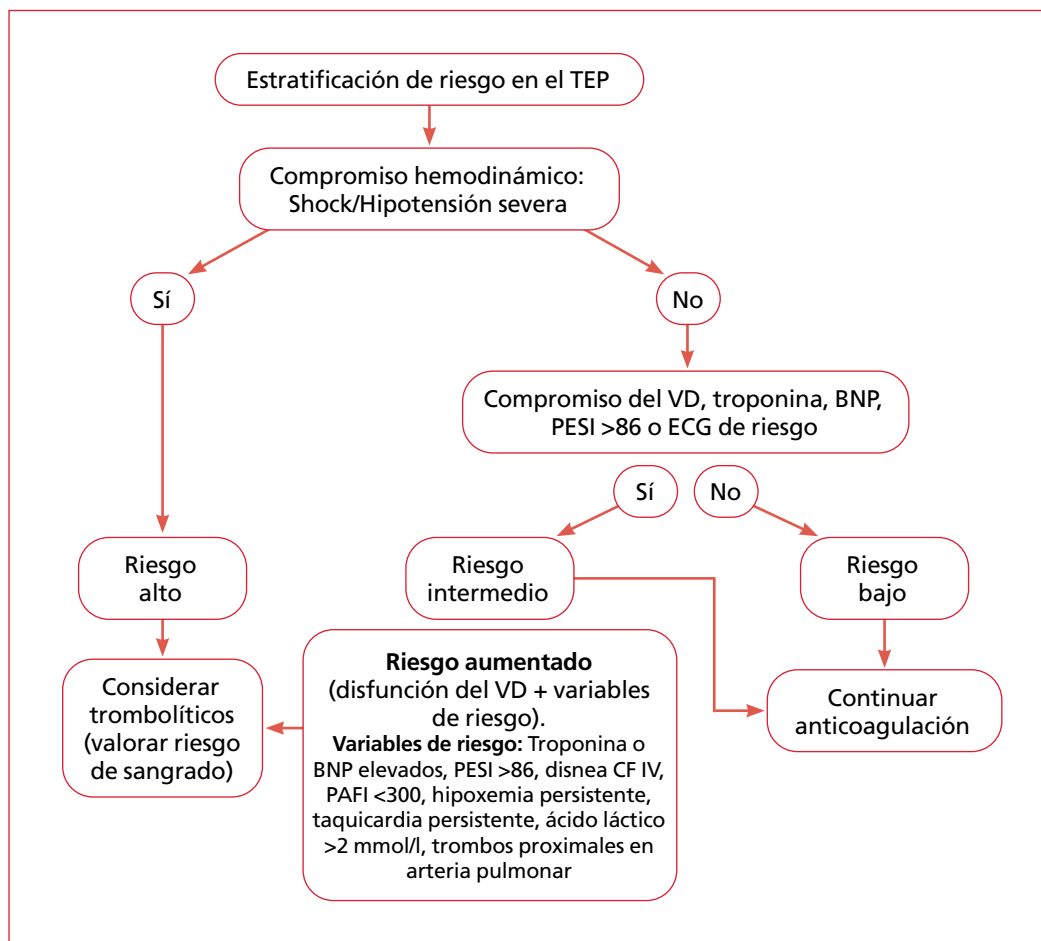 Estratificación de riesgo en el TEP
Compromiso hemodinámico:
Shock/Hipotensión severa
Sí
No
Compromiso del VD, troponina, BNP,
PESI >86 o ECG de riesgo
Sí
No
Riesgo
alto
Riesgo
intermedio
Riesgo
bajo
Considerar
trombolíticos
(valorar riesgo
de sangrado)
Riesgo aumentado
(disfunción del VD + variables
de riesgo).
Variables de riesgo: Troponina o
BNP elevados, PESI >86, disnea CF IV,
PAFI <300, hipoxemia persistente,
taquicardia persistente, ácido láctico
>2 mmol/l, trombos proximales en
arteria pulmonar
Continuar
anticoagulación